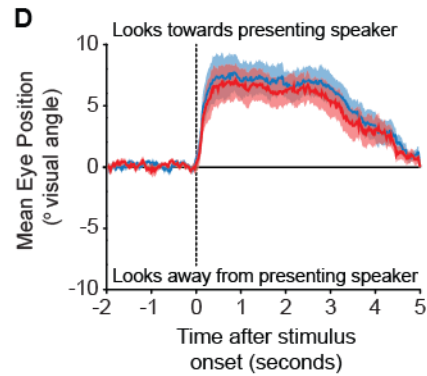 D
Looks towards presenting speaker
10
5
0
-5
-10
Mean Eye Position
(º visual angle)
Looks away from presenting speaker
-2 -1 0 1 2 3 4 5
Time after stimulus
onset (seconds)